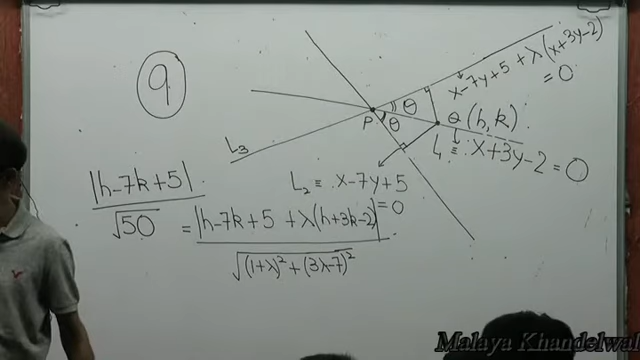 9
x-7y+5+λ(x+3y-2)
=0
θ
P θ Q (h,k)
L₃
L₁≡: x+3y-2=0
|h-7k+5|
L₂≡ x-7y+5
=0
√50 = |h-7k+5+λ(h+3k-2)|
√(1+λ)²+(3λ-7)²
Malaya Khandelwal